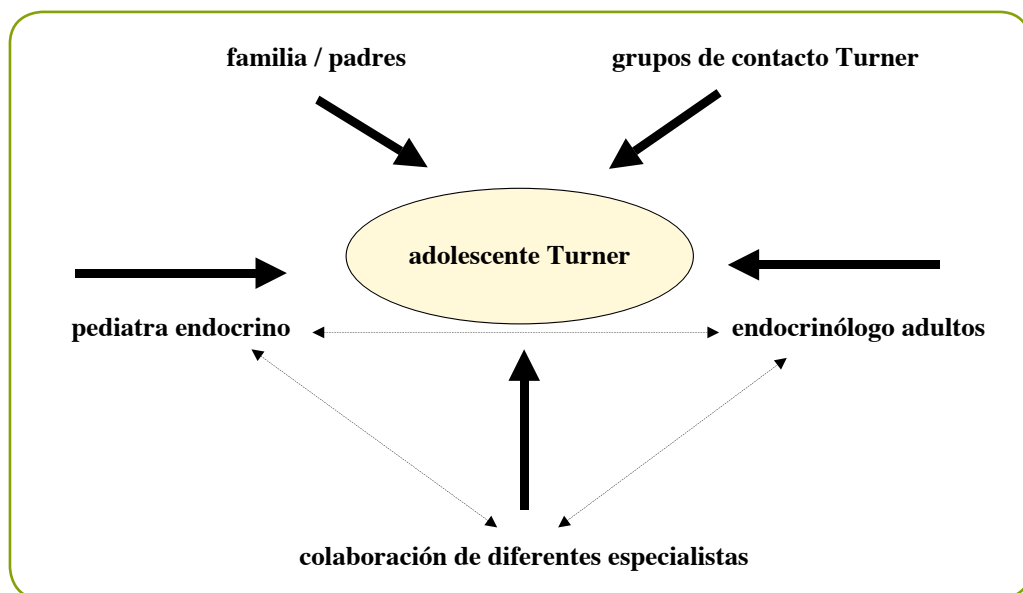 familia / padres
grupos de contacto Turner
adolescente Turner
pediatra endocrino
endocrinólogo adultos
colaboración de diferentes especialistas